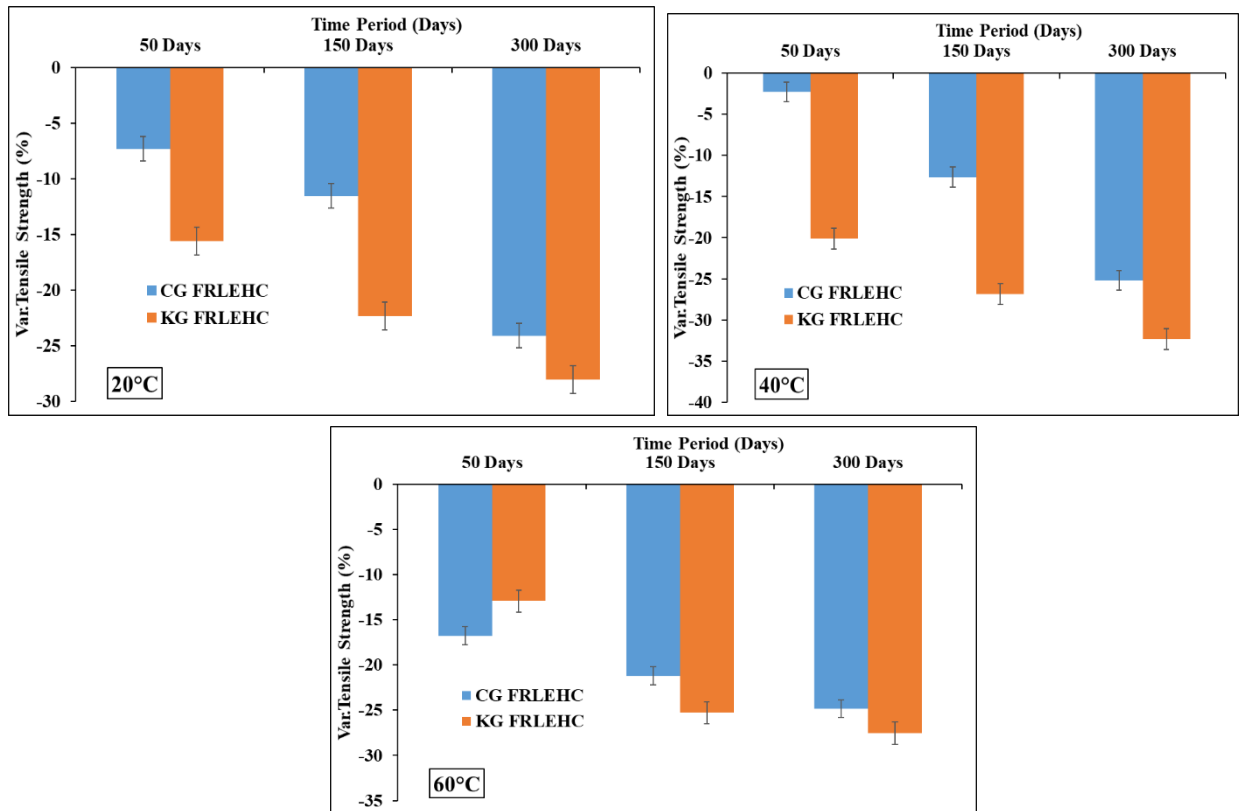 Time Period (Days)
50 Days 150 Days 300 Days
Var.Tensile Strength (%)
0
-5
-10
-15
-20
-25
-30
CG FRLEHC
KG FRLEHC
20°C
Time Period (Days)
50 Days 150 Days 300 Days
Var.Tensile Strength (%)
0
-5
-10
-15
-20
-25
-30
-35
-40
CG FRLEHC
KG FRLEHC
40°C
Time Period (Days)
50 Days 150 Days 300 Days
Var.Tensile Strength (%)
0
-5
-10
-15
-20
-25
-30
-35
CG FRLEHC
KG FRLEHC
60°C